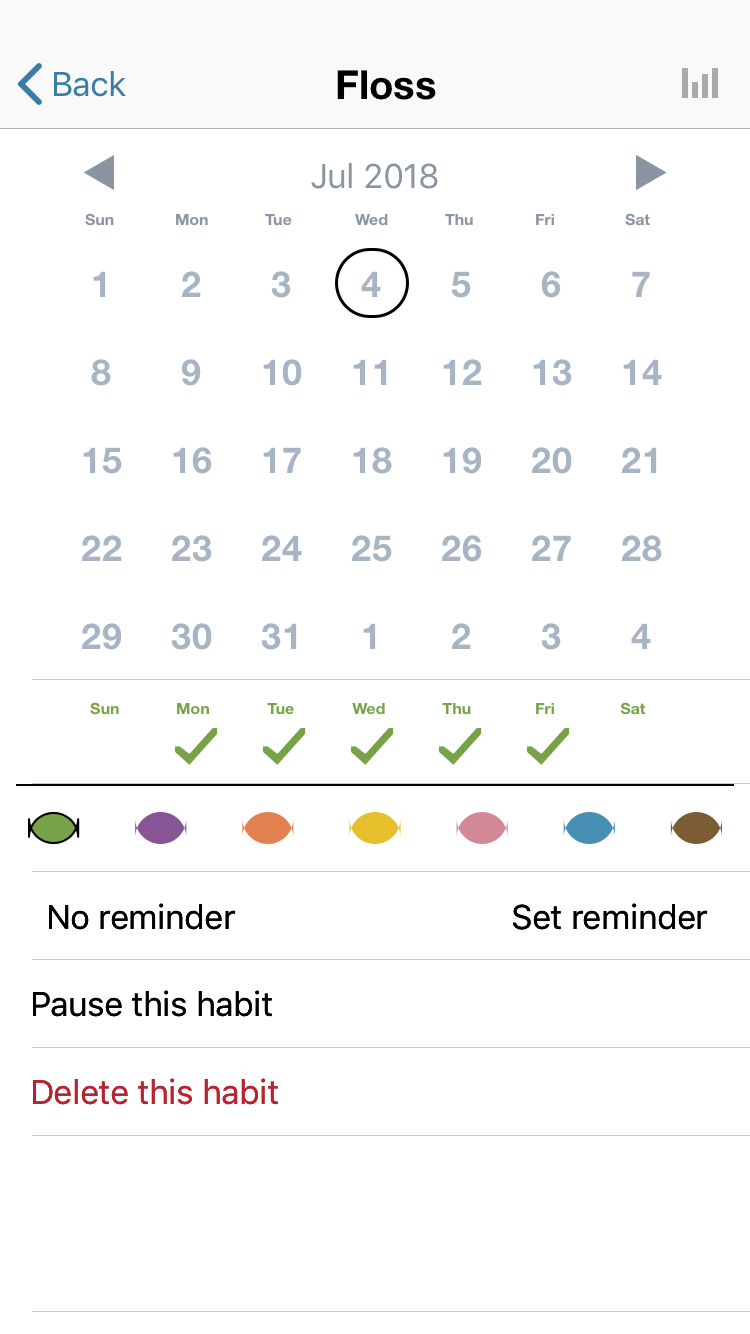 Back Floss
Jul 2018
Sun Mon Tue Wed Thu Fri Sat
1 2 3 4 5 6 7
8 9 10 11 12 13 14
15 16 17 18 19 20 21
22 23 24 25 26 27 28
29 30 31 1 2 3 4
Sun Mon Tue Wed Thu Fri Sat
No reminder Set reminder
Pause this habit
Delete this habit